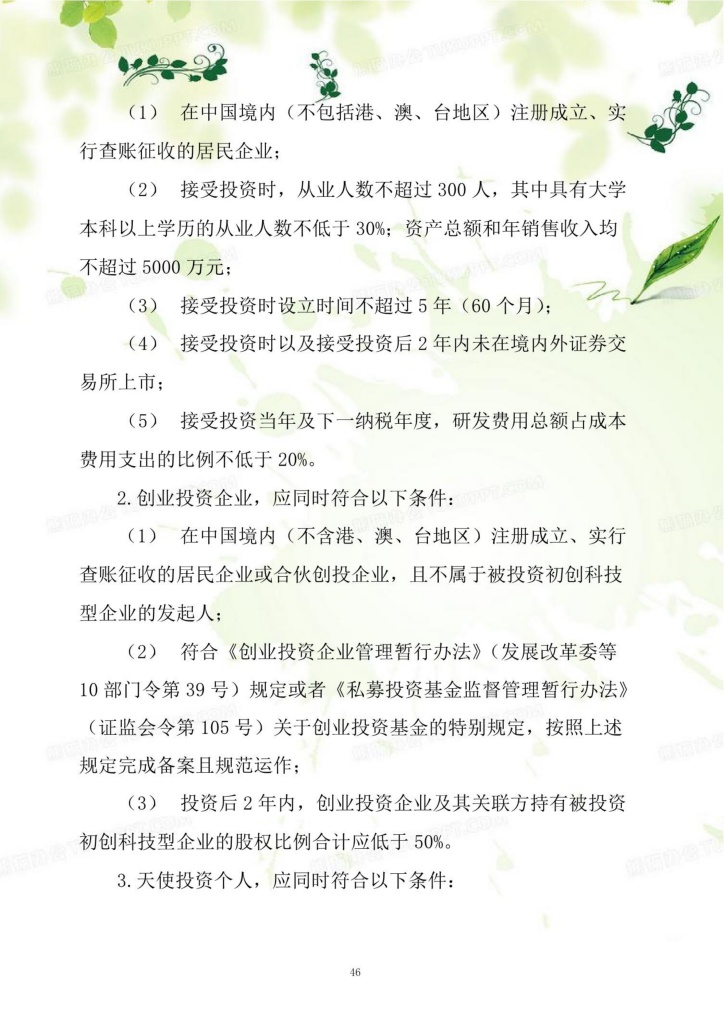 （1） 在中国境内（不包括港、澳、台地区）注册成立、实
行查账征收的居民企业；
（2） 接受投资时，从业人数不超过 300 人，其中具有大学
本科以上学历的从业人数不低于 30%；资产总额和年销售收入均
不超过 5000 万元；
（3） 接受投资时设立时间不超过 5 年（60 个月）；
（4） 接受投资时以及接受投资后 2 年内未在境内外证券交
易所上市；
（5） 接受投资当年及下一纳税年度，研发费用总额占成本
费用支出的比例不低于 20%。
2.创业投资企业，应同时符合以下条件：
（1） 在中国境内（不含港、澳、台地区）注册成立、实行
查账征收的居民企业或合伙创投企业，且不属于被投资初创科技
型企业的发起人；
（2） 符合《创业投资企业管理暂行办法》（发展改革委等
10 部门令第 39 号）规定或者《私募投资基金监督管理暂行办法》
（证监会令第 105 号）关于创业投资基金的特别规定，按照上述
规定完成备案且规范运作；
（3） 投资后 2 年内，创业投资企业及其关联方持有被投资
初创科技型企业的股权比例合计应低于 50%。
3.天使投资个人，应同时符合以下条件：
46